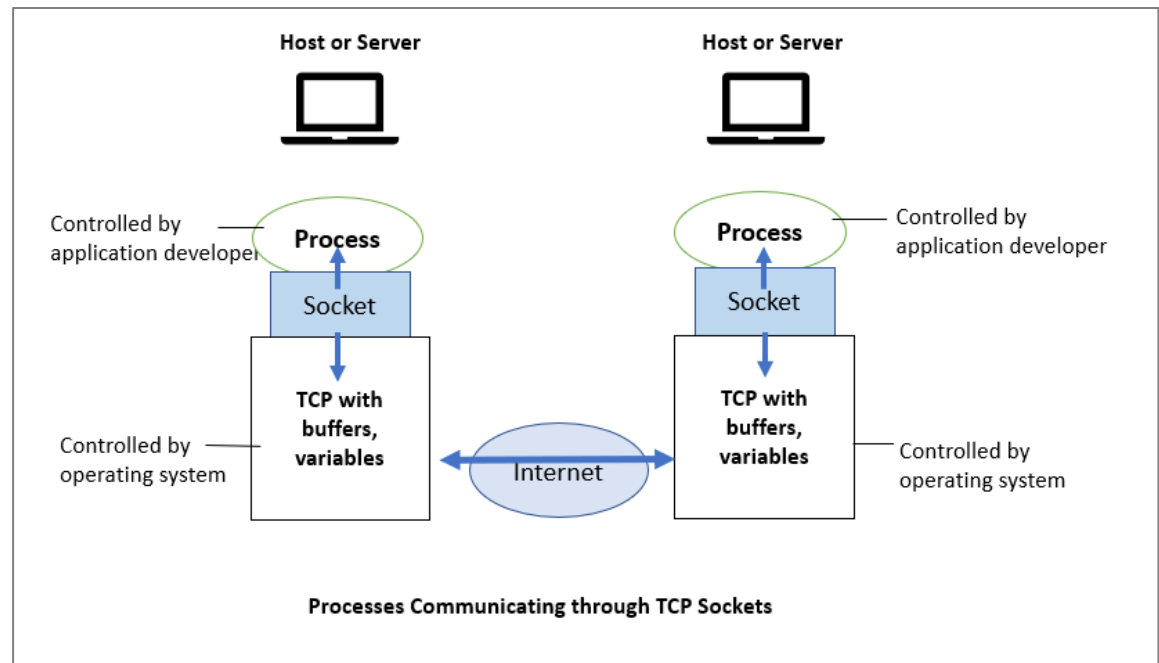 Host or Server
Host or Server
Controlled by
application developer
Process
Process
Controlled by
application developer
Socket
Socket
TCP with
buffers,
variables
TCP with
buffers,
variables
Controlled by
operating system
Internet
Controlled by
operating system
Processes Communicating through TCP Sockets